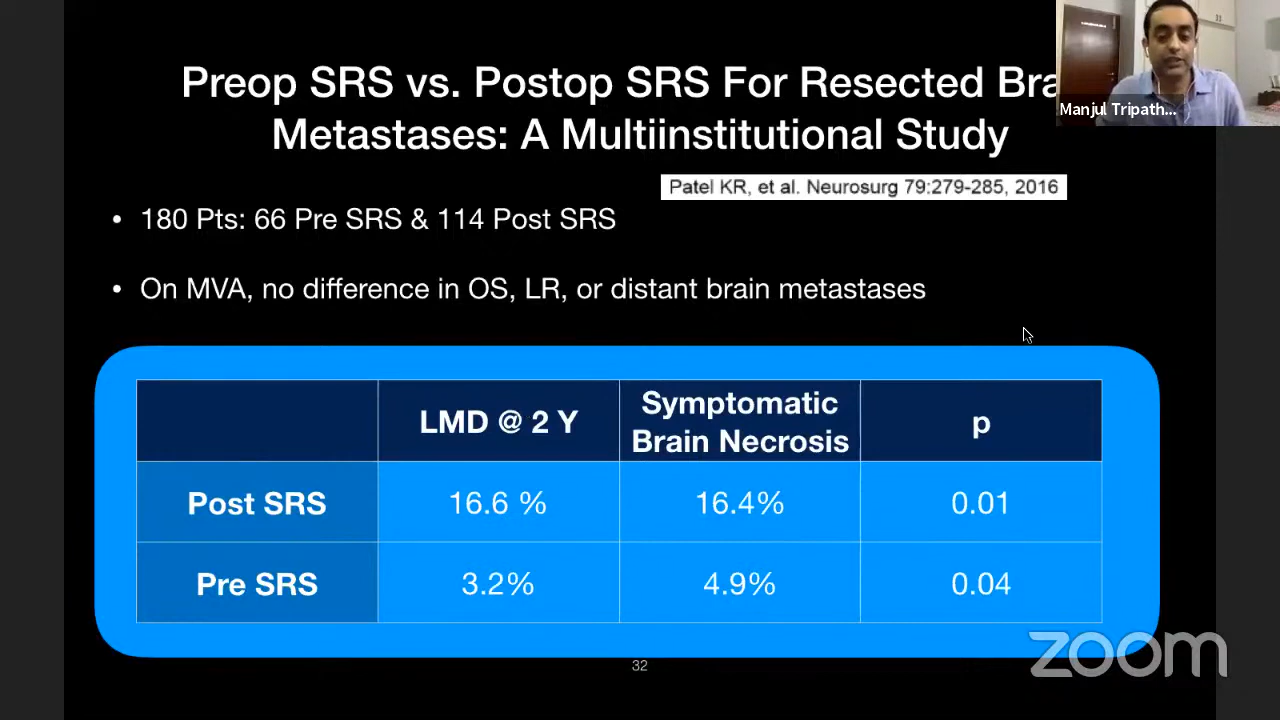 Preop SRS vs. Postop SRS For Resected Bra
Metastases: A Multiinstitutional Study
Manjul Tripath...
Patel KR, et al. Neurosurg 79:279-285, 2016
• 180 Pts: 66 Pre SRS & 114 Post SRS
• On MVA, no difference in OS, LR, or distant brain metastases
LMD @ 2 Y
Symptomatic
Brain Necrosis
p
Post SRS
16.6 %
16.4%
0.01
Pre SRS
3.2%
4.9%
0.04
zoom
32